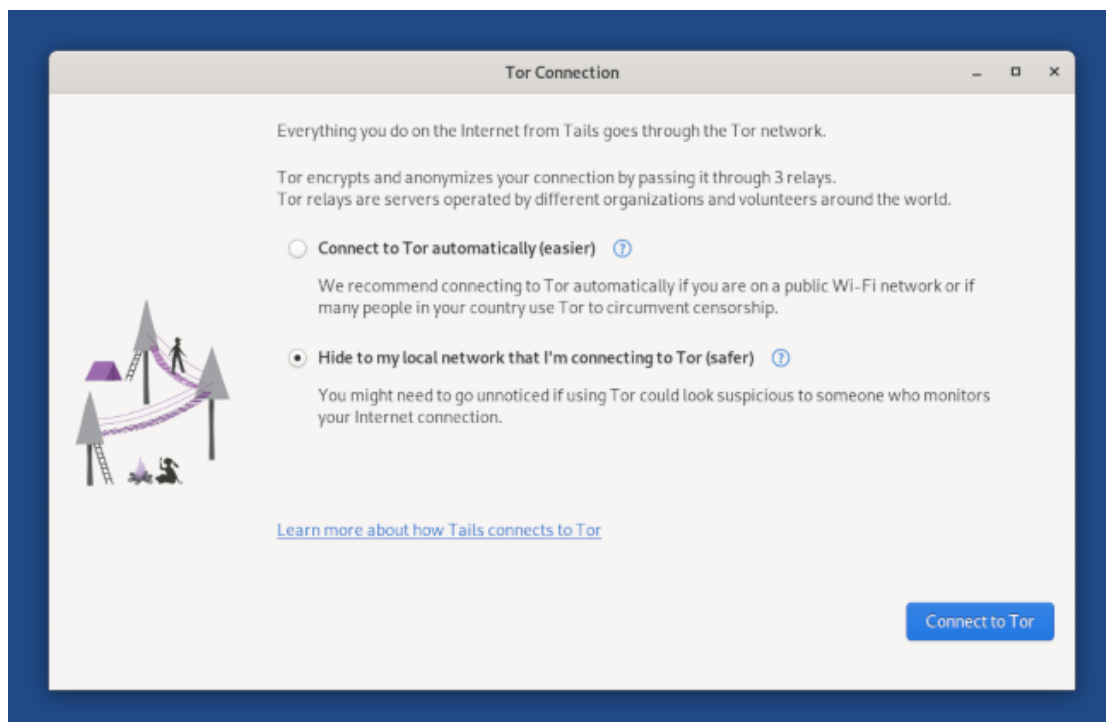 Tor Connection
Everything you do on the Internet from Tails goes through the Tor network.
Tor encrypts and anonymizes your connection by passing it through 3 relays.
Tor relays are servers operated by different organizations and volunteers around the world.
Connect to Tor automatically (easier) ?
We recommend connecting to Tor automatically if you are on a public Wi-Fi network or if
many people in your country use Tor to circumvent censorship.
Hide to my local network that I'm connecting to Tor (safer) ?
You might need to go unnoticed if using Tor could look suspicious to someone who monitors
your Internet connection.
Learn more about how Tails connects to Tor
Connect to Tor